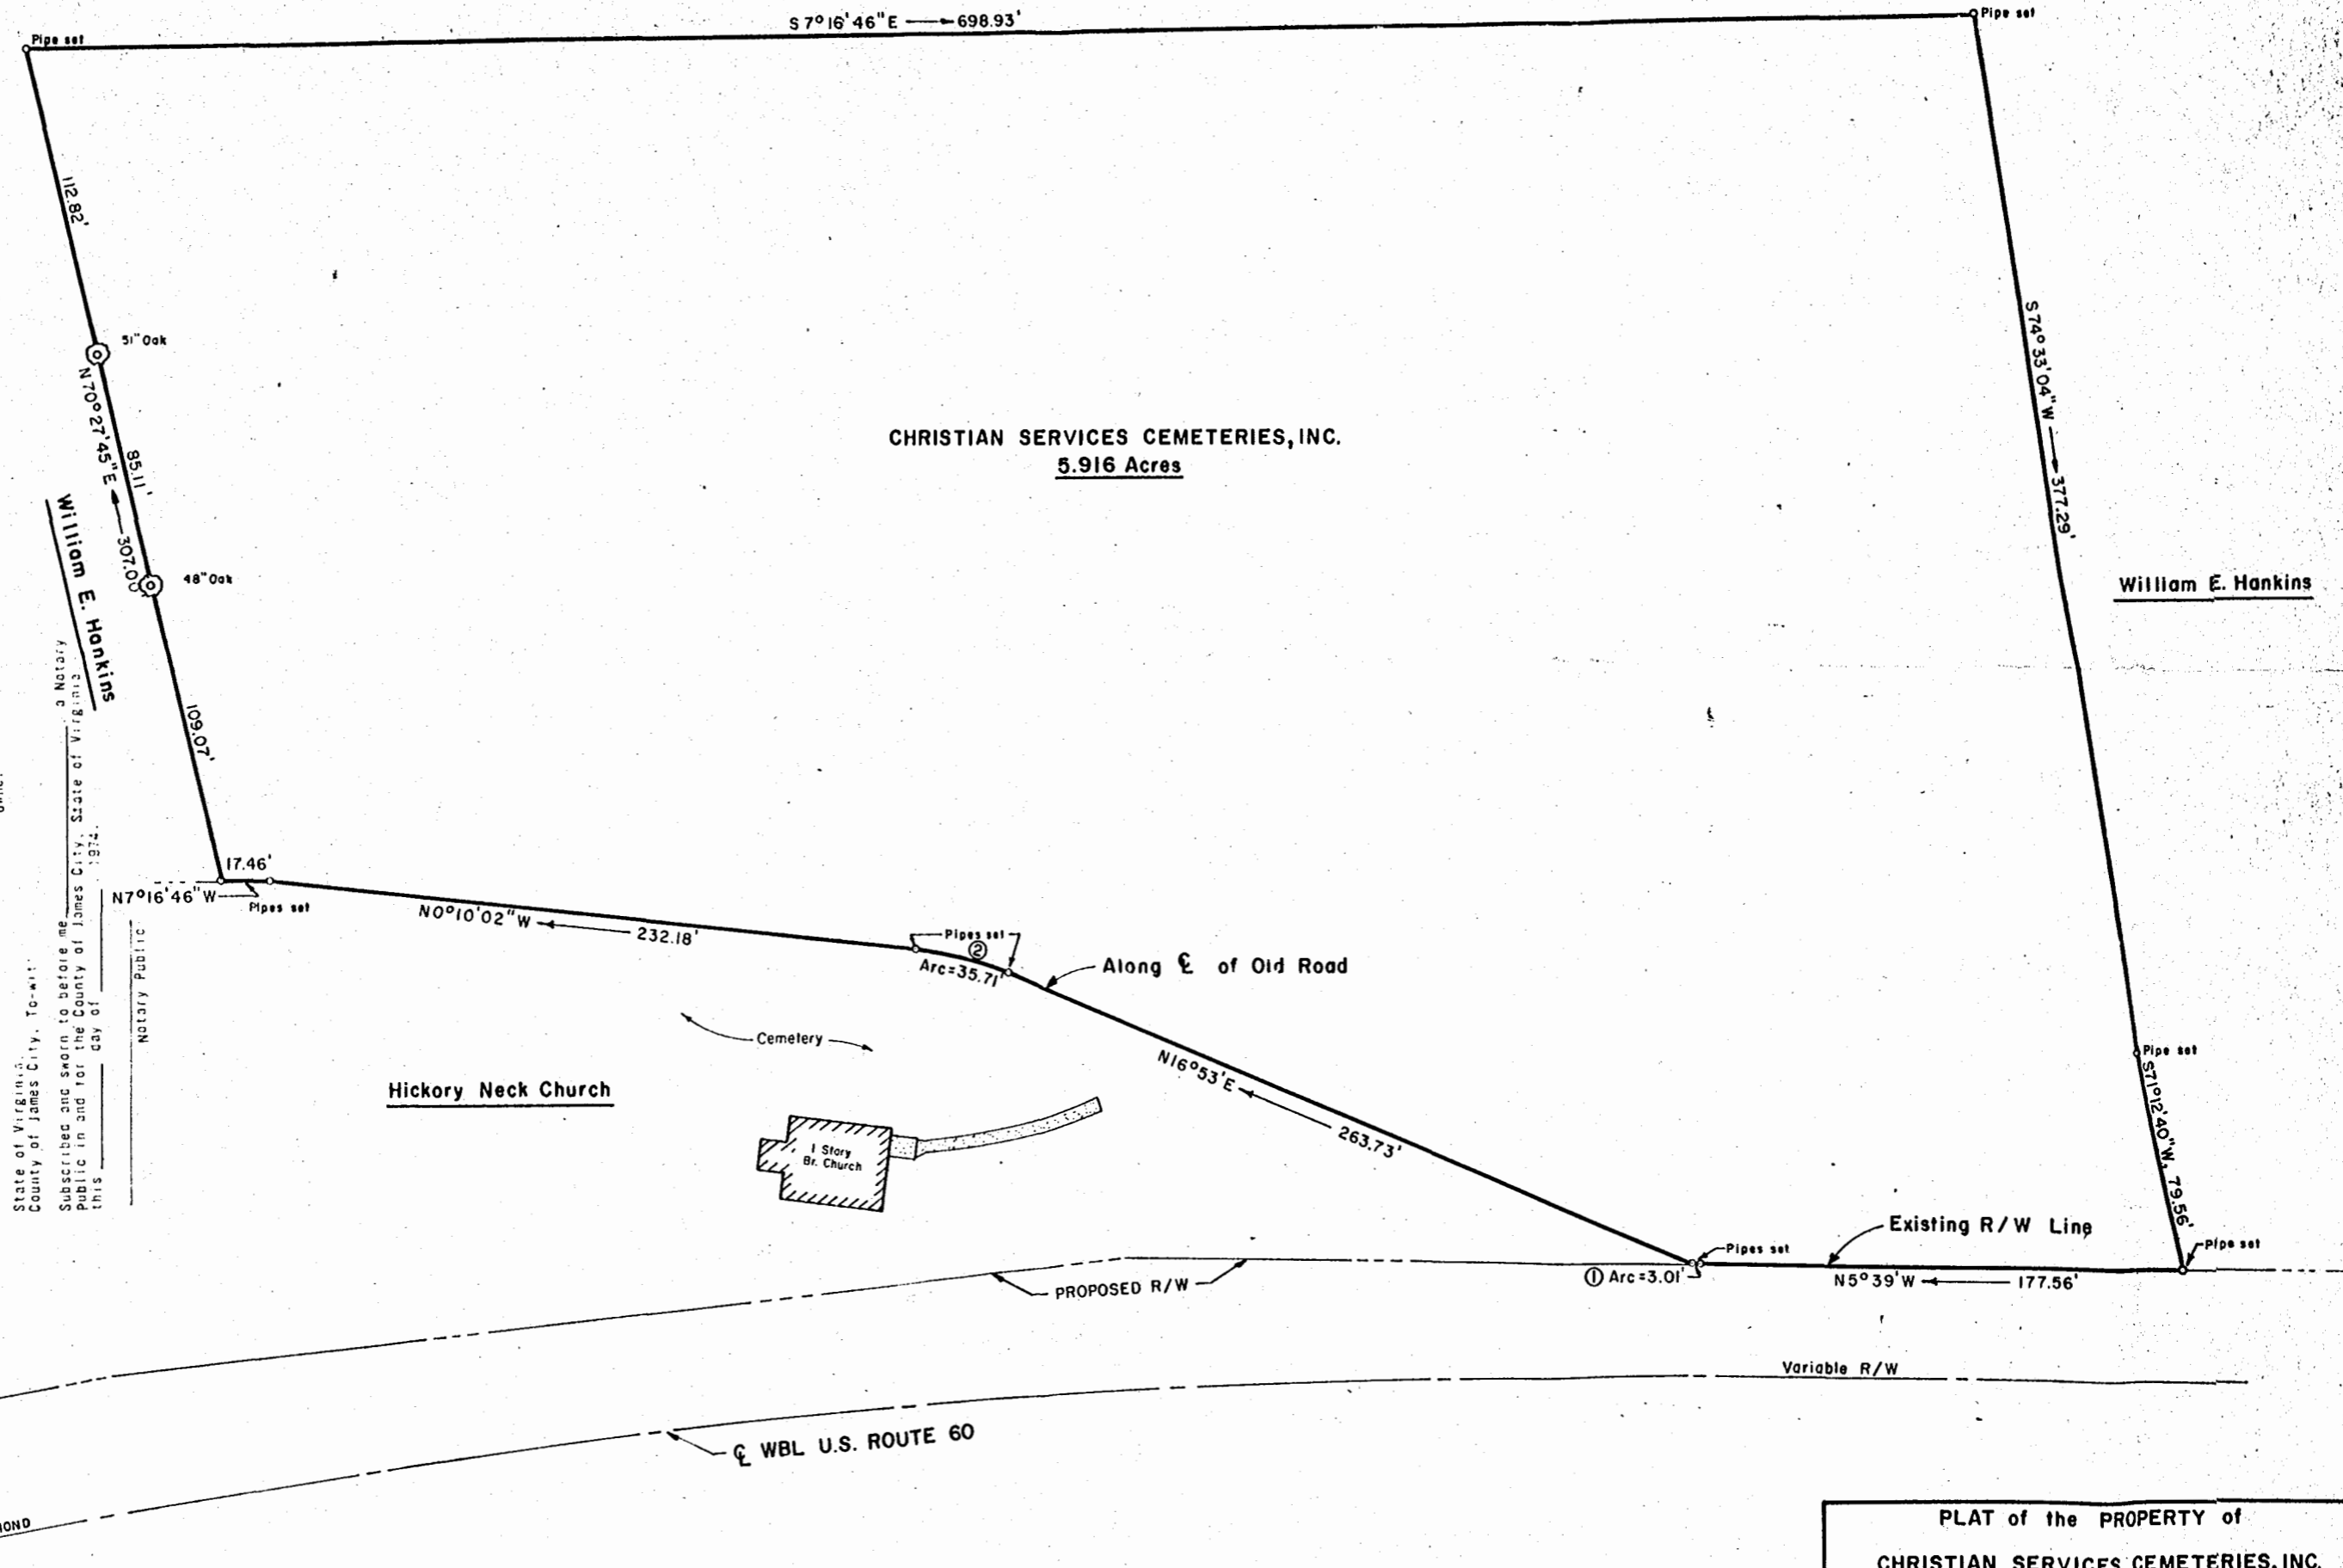 S 7° 16' 46" E 698.93'
Pipe set
Pipe set
112.82'
51" Oak
N 70° 27' 45" E 307.00'
85.11'
48" Oak
109.07'
William E. Hankins
CHRISTIAN SERVICES CEMETERIES, INC.
5.916 Acres
S 74° 33' 04" W 377.29'
William E. Hankins
State of Virginia,
County of James City, To-wit:
Subscribed and sworn to before me a Notary
Public in and for the County of James City, State of Virginia
this day of 1974.
Notary Public
17.46'
N7° 16' 46" W
Pipes set
N0° 10' 02" W 232.18'
Pipes set
②
Arc=35.71'
Along ℄ of Old Road
Cemetery
Hickory Neck Church
1 Story
Br. Church
N16° 53' E 263.73'
Pipe set
S71° 12' 40" W, 79.56'
Existing R/W Line
Pipes set
Pipe set
① Arc=3.01'
N 5° 39' W 177.56'
PROPOSED R/W
Variable R/W
℄ WBL U.S. ROUTE 60
PLAT of the PROPERTY of
CHRISTIAN SERVICES CEMETERIES, INC.